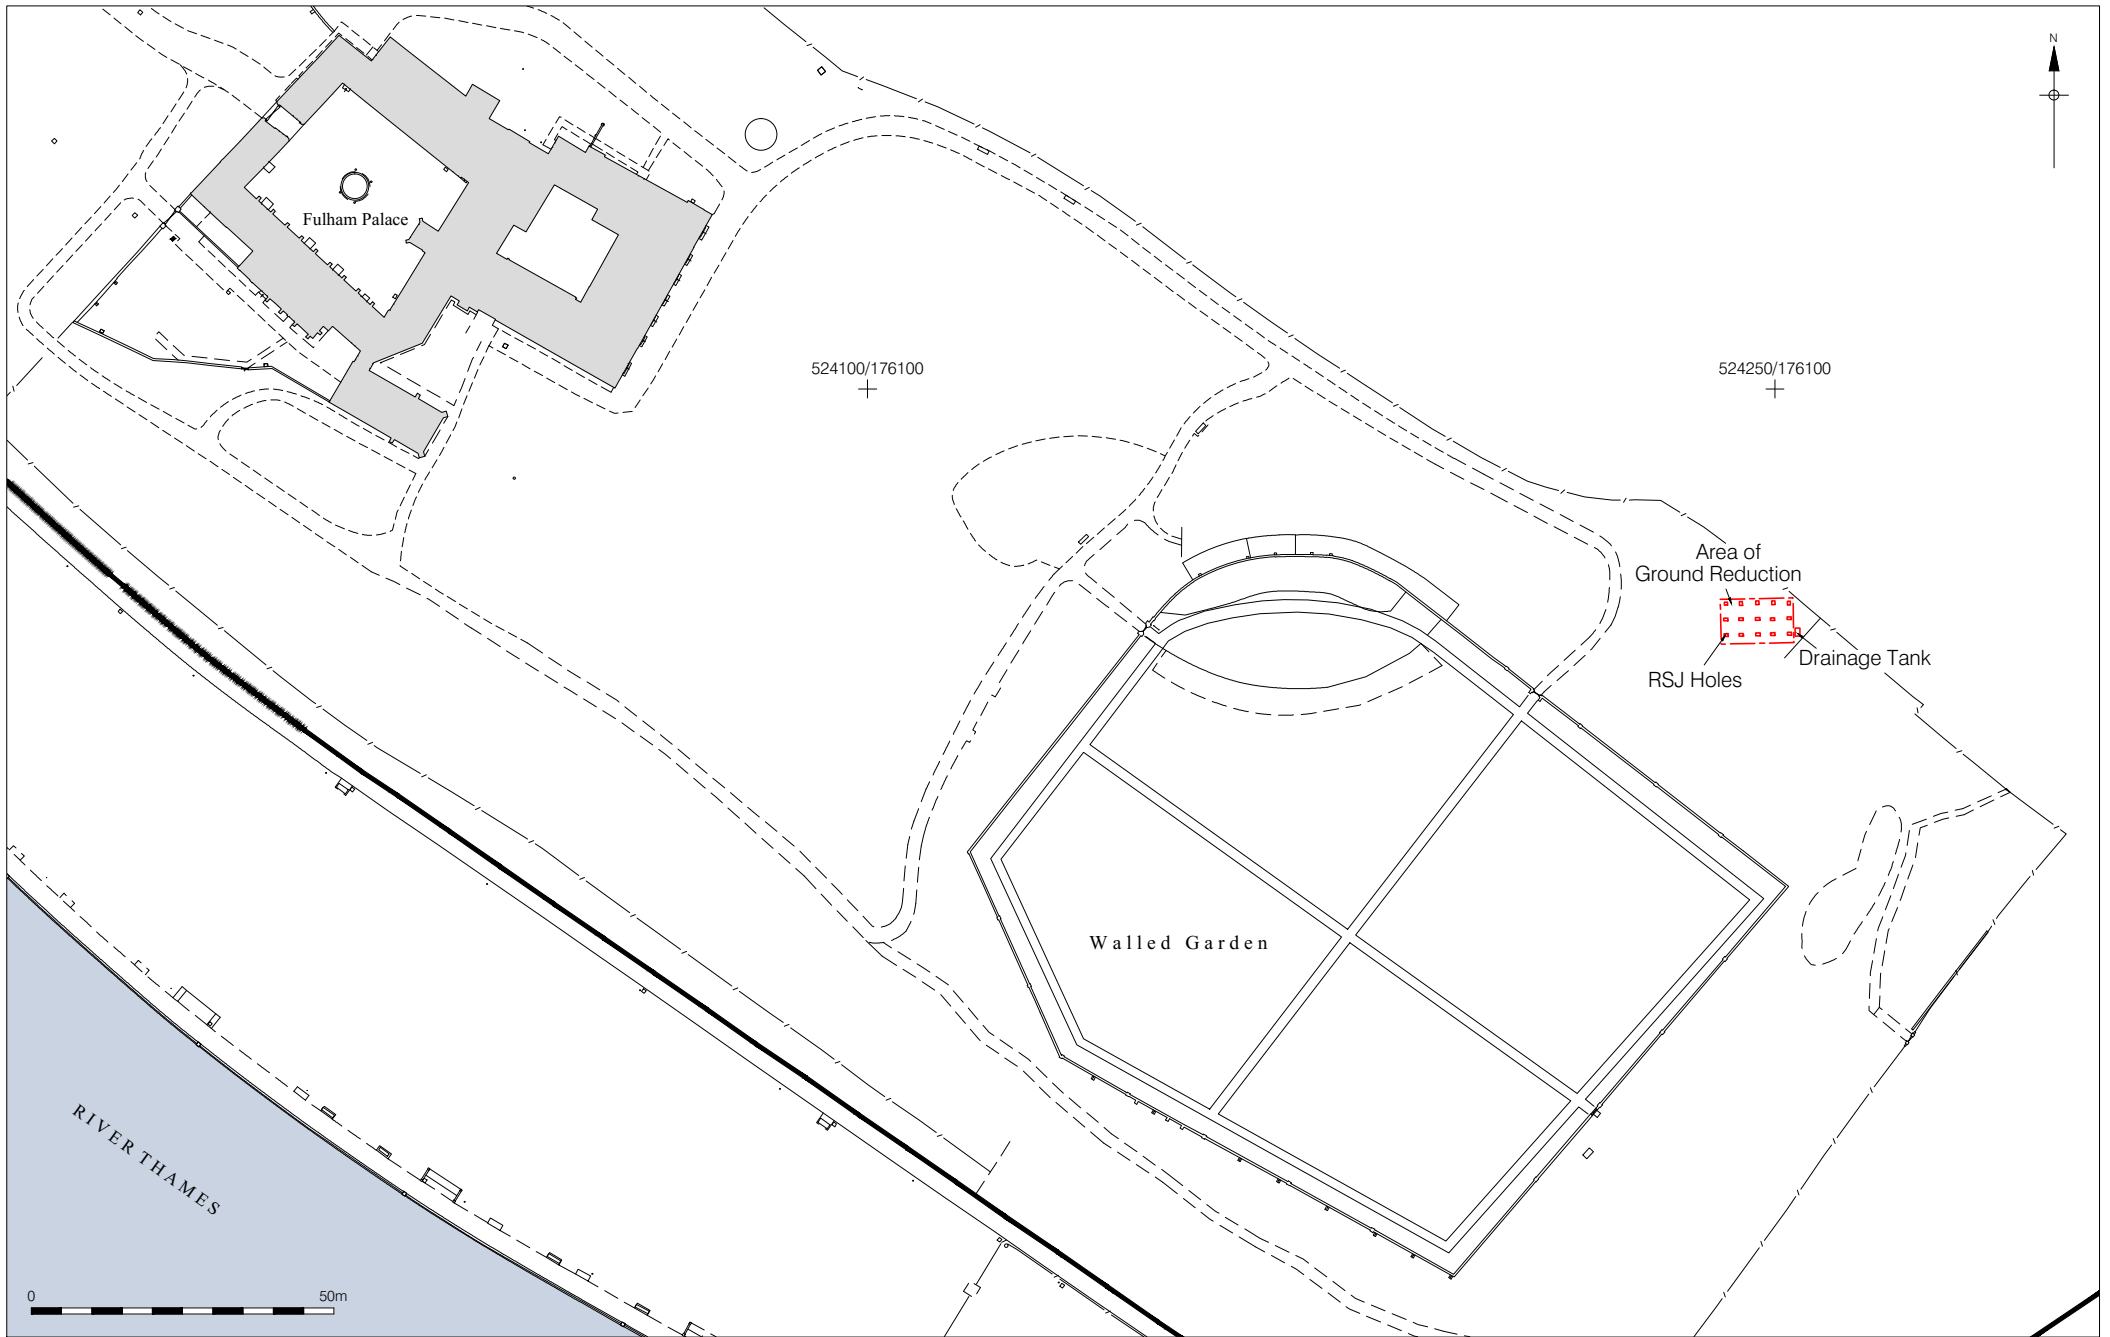 N
Fulham Palace
524100/176100
524250/176100
Area of
Ground Reduction
Drainage Tank
RSJ Holes
Walled Garden
RIVER THAMES
0 50m